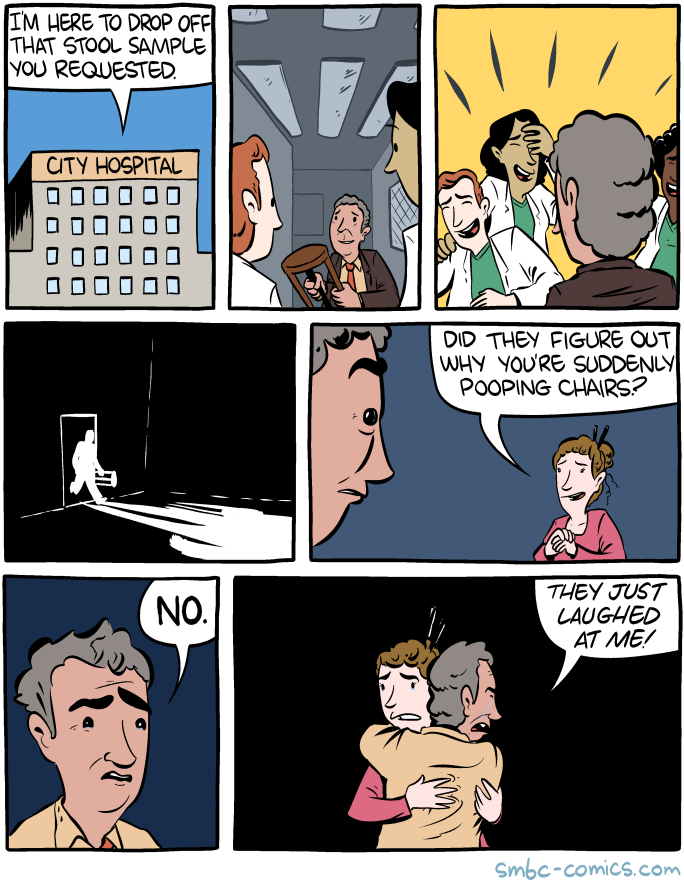 I'M HERE TO DROP OFF
THAT STOOL SAMPLE
YOU REQUESTED.
CITY HOSPITAL
DID THEY FIGURE OUT
WHY YOU'RE SUDDENLY
POOPING CHAIRS?
NO.
THEY JUST
LAUGHED
AT ME!
smbc-comics.com